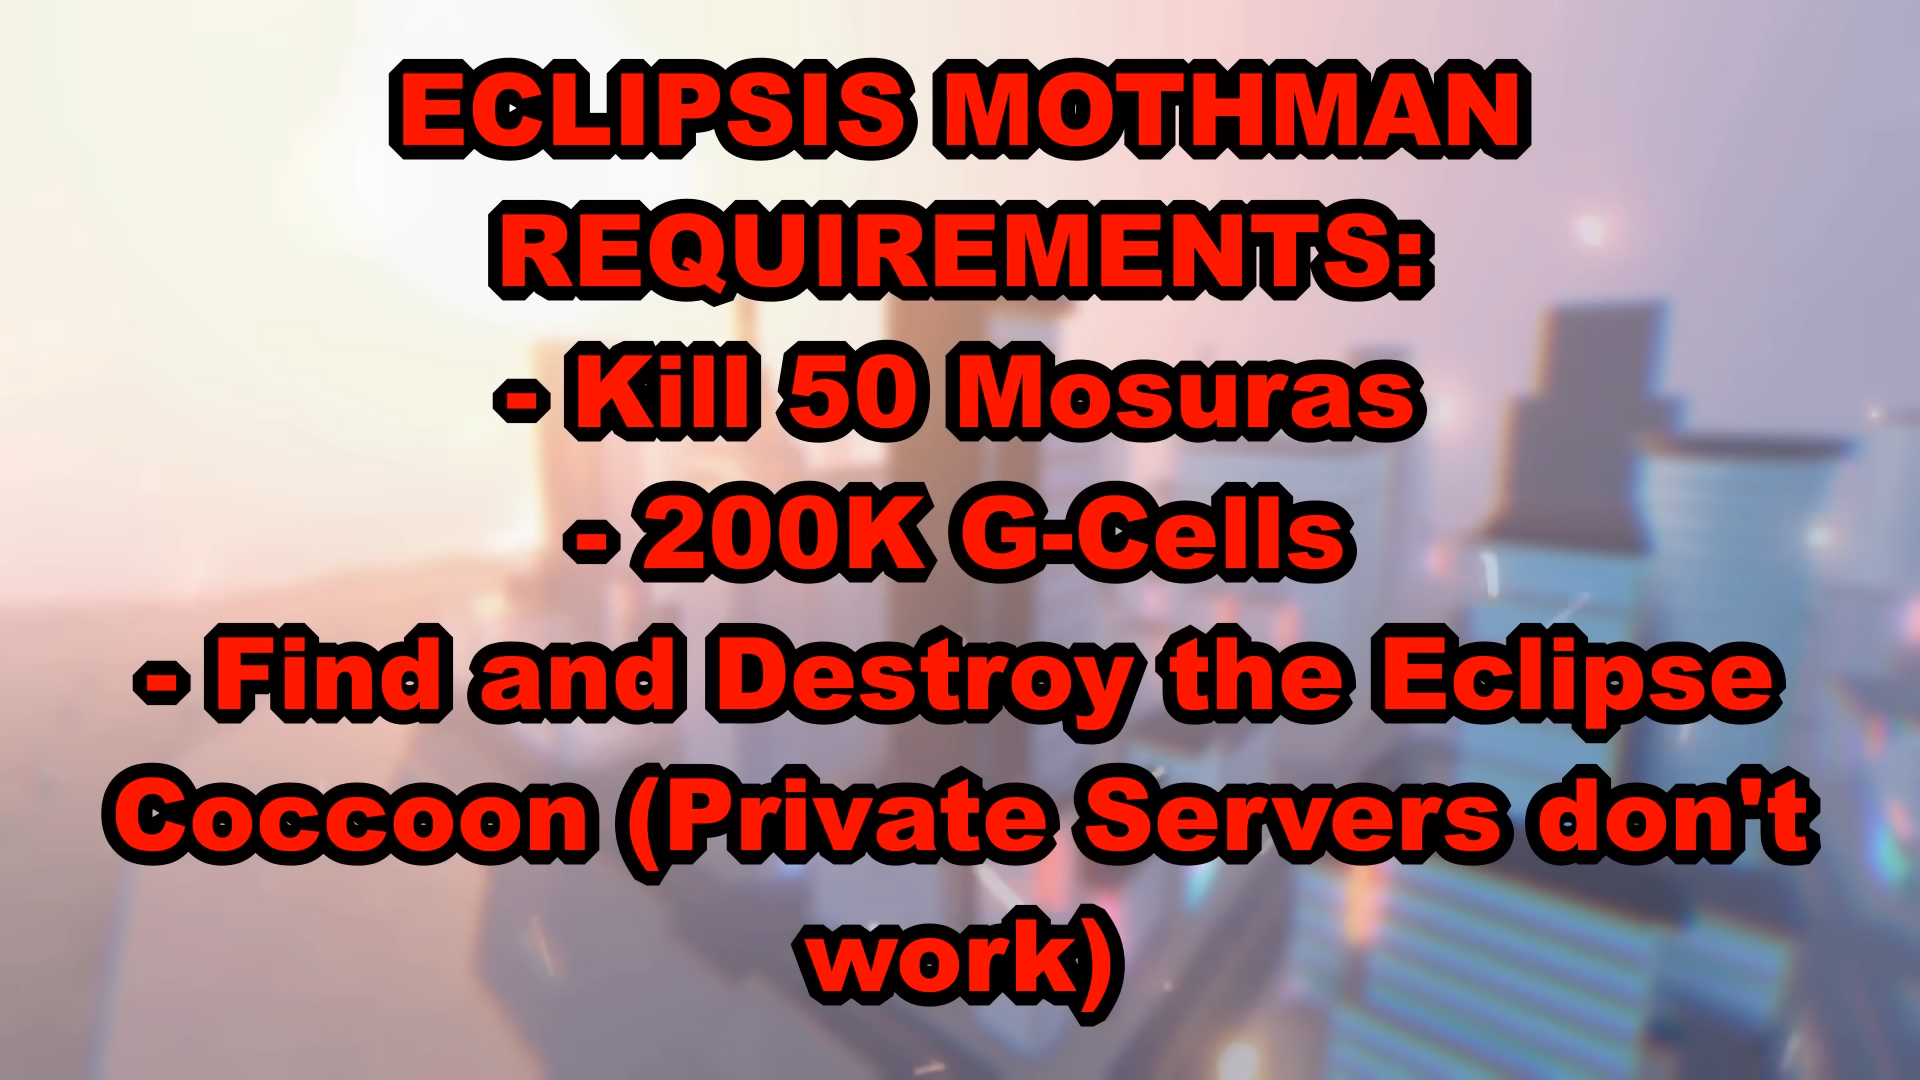 ECLIPSIS MOTHMAN
REQUIREMENTS:
- Kill 50 Mosuras
- 200K G-Cells
- Find and Destroy the Eclipse
Coccoon (Private Servers don't
work)